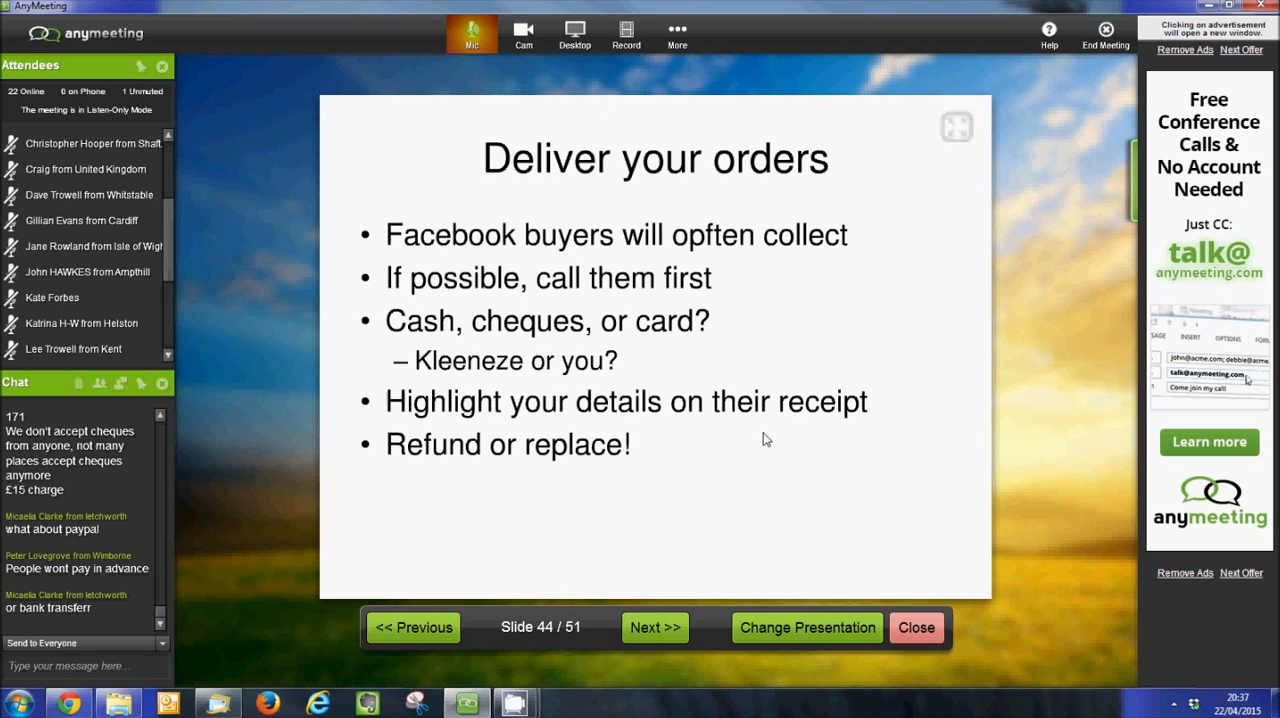 AnyMeeting
anymeeting
Mic
Cam
Desktop
Record
More
Help
End Meeting
Clicking on advertisement
will open a new window.
Remove Ads Next Offer
Attendees
22 Online 0 on Phone 1 Unmuted
The meeting is in Listen-Only Mode
Christopher Hooper from Shaft
Craig from United Kingdom
Dave Trowell from Whitstable
Gillian Evans from Cardiff
Jane Rowland from Isle of Wigh
John HAWKES from Ampthill
Kate Forbes
Katrina H-W from Helston
Lee Trowell from Kent
Chat
171
We don't accept cheques
from anyone, not many
places accept cheques
anymore
£15 charge
Micaelia Clarke from letchworth
what about paypal
Peter Lovegrove from Wimborne
People wont pay in advance
Micaelia Clarke from letchworth
or bank transferr
Send to Everyone
Type your message here...
Deliver your orders
• Facebook buyers will opften collect
• If possible, call them first
• Cash, cheques, or card?
– Kleeneze or you?
• Highlight your details on their receipt
• Refund or replace!
<< Previous
Slide 44 / 51
Next >>
Change Presentation
Close
Free
Conference
Calls &
No Account
Needed
Just CC:
talk@
anymeeting.com
SAGE INSERT OPTIONS
john@acme.com; debbie@acme.
talk@anymeeting.com
Come join my call!
Learn more
anymeeting
Remove Ads Next Offer
20:37
22/04/2015